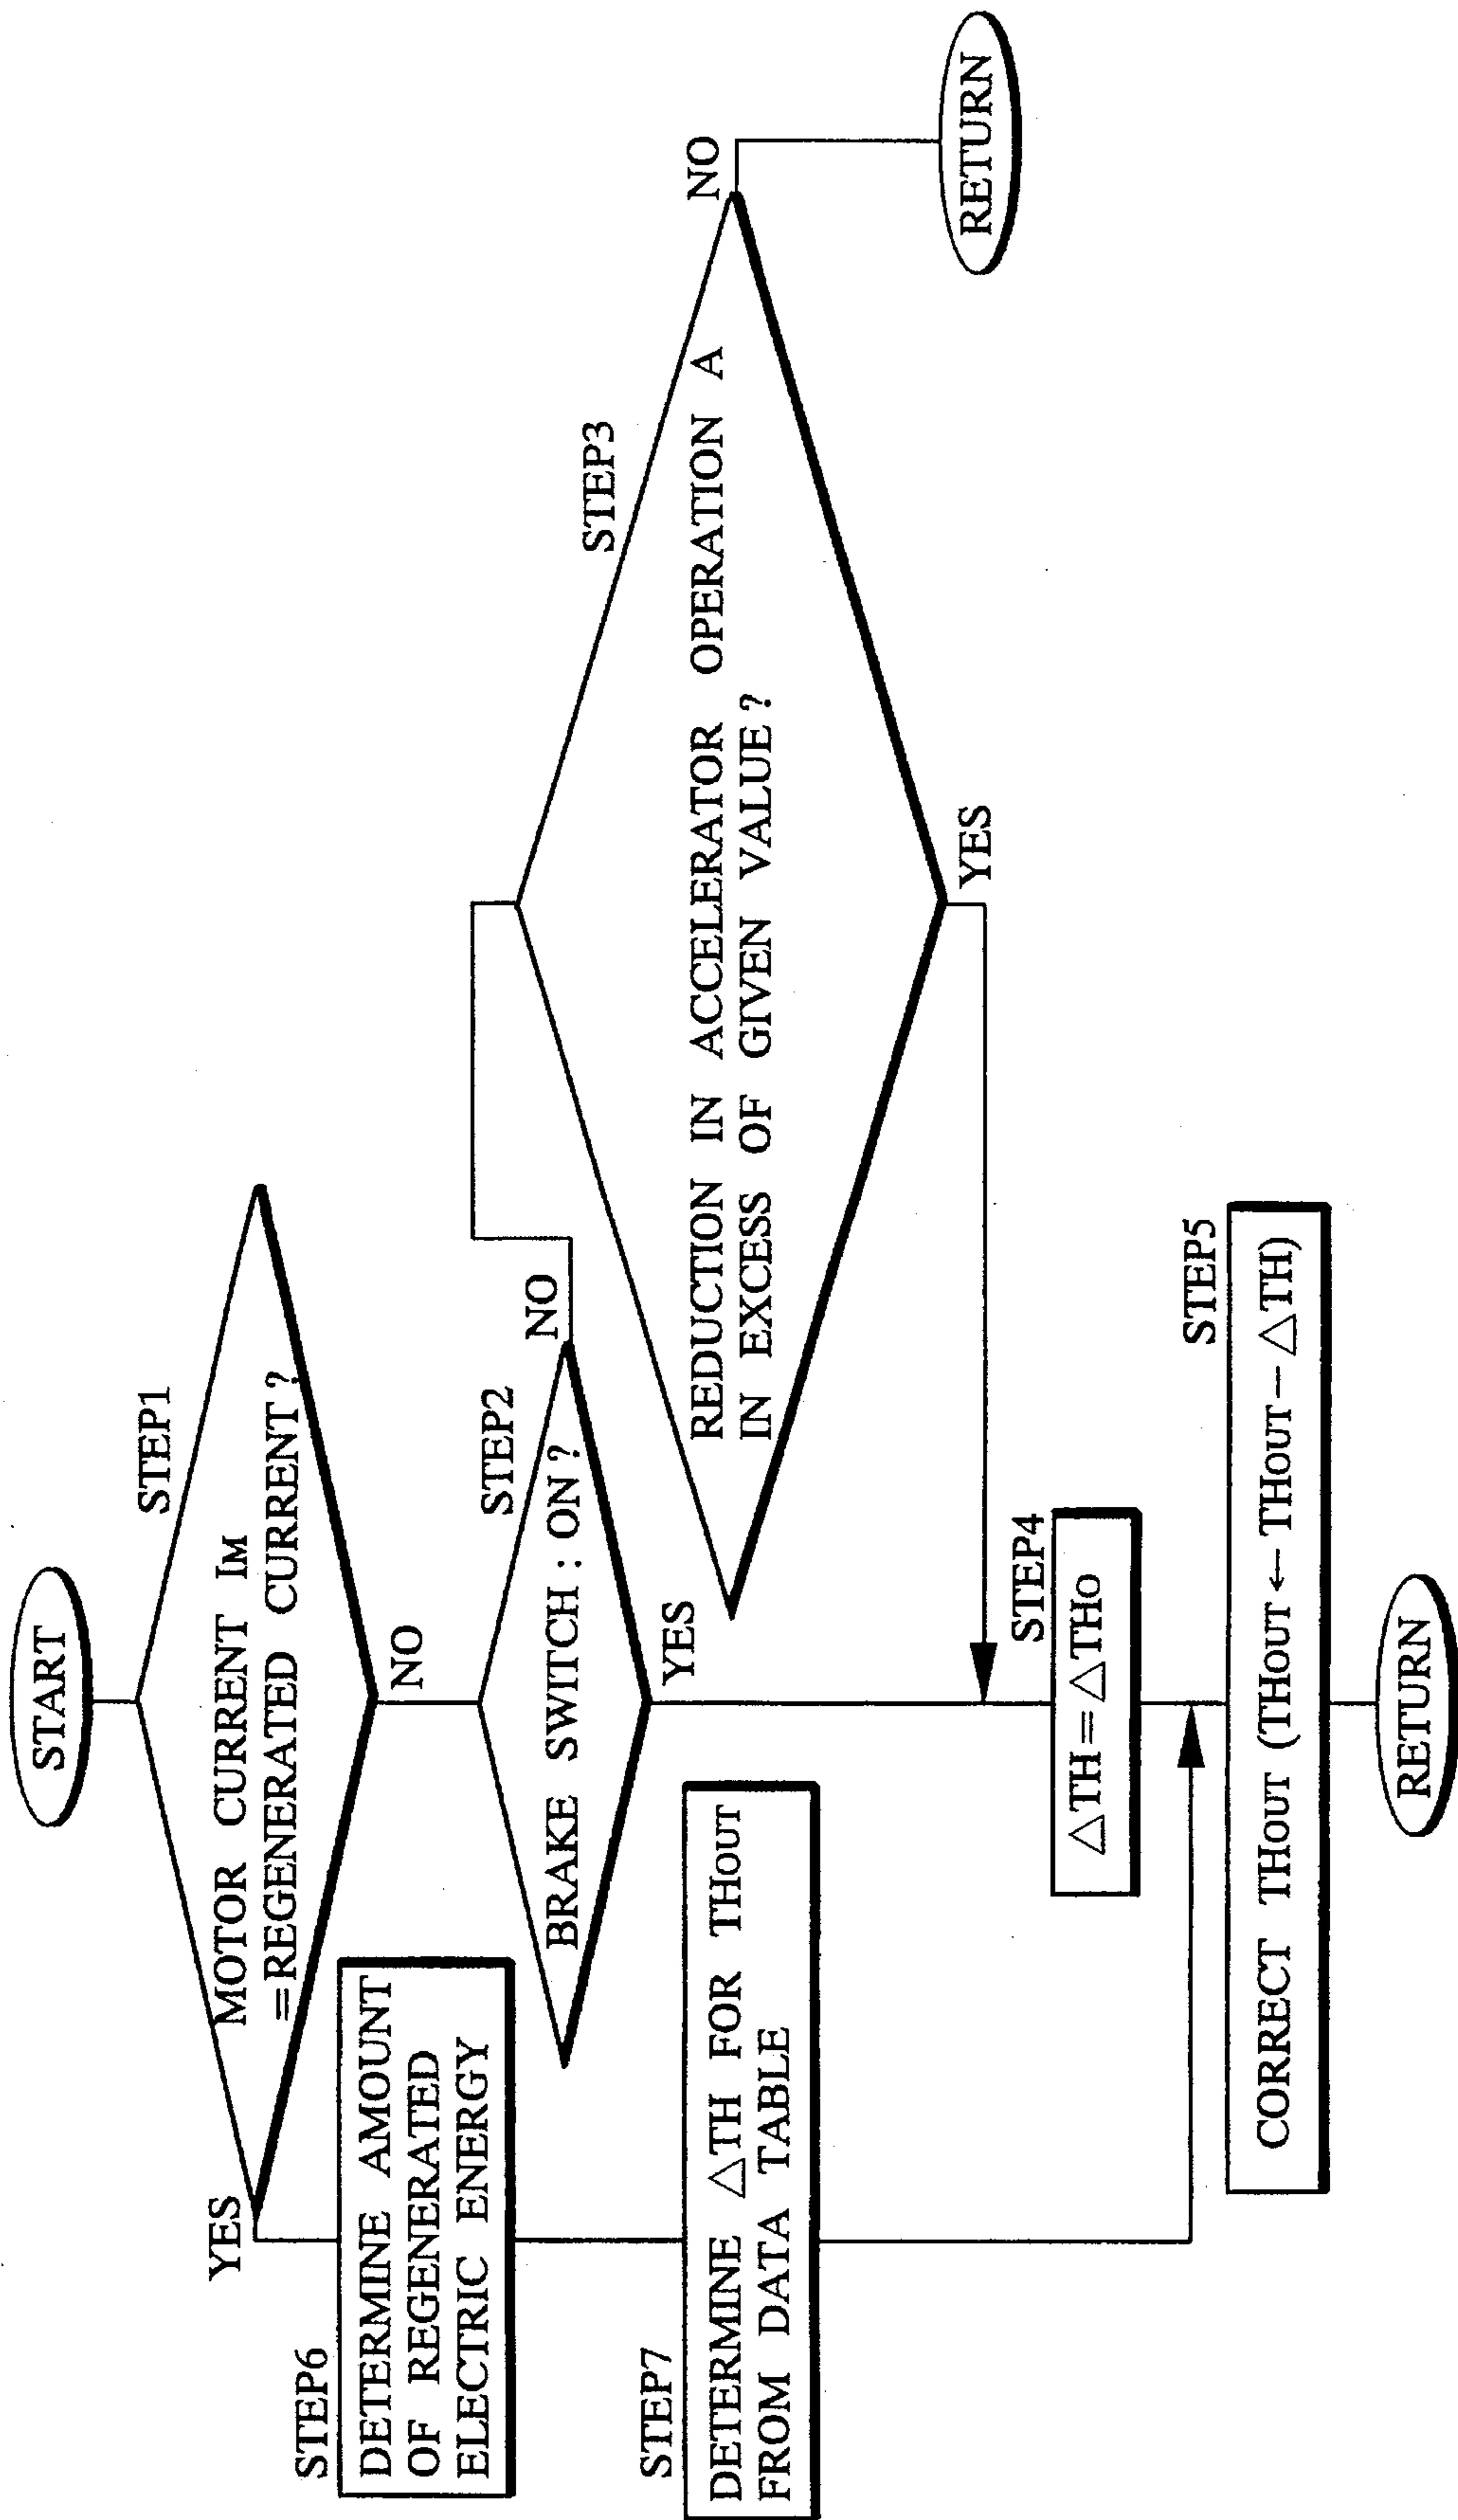 START
STEP1
MOTOR CURRENT IM
=REGENERATED CURRENT?
YES
NO
STEP6
DETERMINE AMOUNT
OF REGENERATED
ELECTRIC ENERGY
STEP2
BRAKE SWITCH:ON?
NO
YES
STEP3
REDUCTION IN ACCELERATOR OPERATION A
IN EXCESS OF GIVEN VALUE?
NO
YES
RETURN
STEP7
DETERMINE △TH FOR THOUT
FROM DATA TABLE
STEP4
△TH=△THO
STEP5
CORRECT THOUT (THOUT←THOUT−△TH)
RETURN